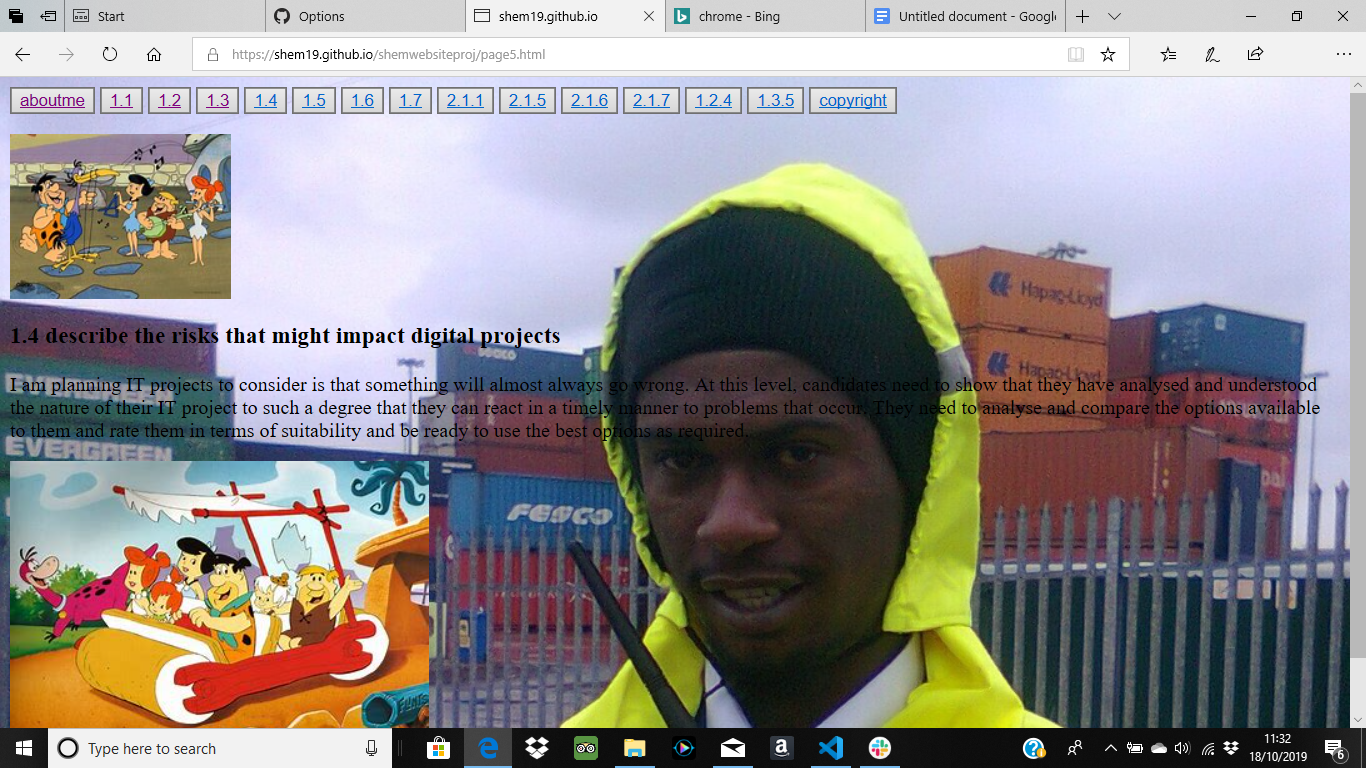 Start
Options
shem19.github.io
chrome - Bing
Untitled document - Googl
https://shem19.github.io/shemwebsiteproj/page5.html
aboutme 1.1 1.2 1.3 1.4 1.5 1.6 1.7 2.1.1 2.1.5 2.1.6 2.1.7 1.2.4 1.3.5 copyright
Hapag-Lloyd
Hapag-Lloyd
1.4 describe the risks that might impact digital projects
I am planning IT projects to consider is that something will almost always go wrong. At this level, candidates need to show that they have analysed and understood
the nature of their IT project to such a degree that they can react in a timely manner to problems that occur. They need to analyse and compare the options available
to them and rate them in terms of suitability and be ready to use the best options as required.
EVERGREEN
FESCO
Type here to search
11:32
18/10/2019
6